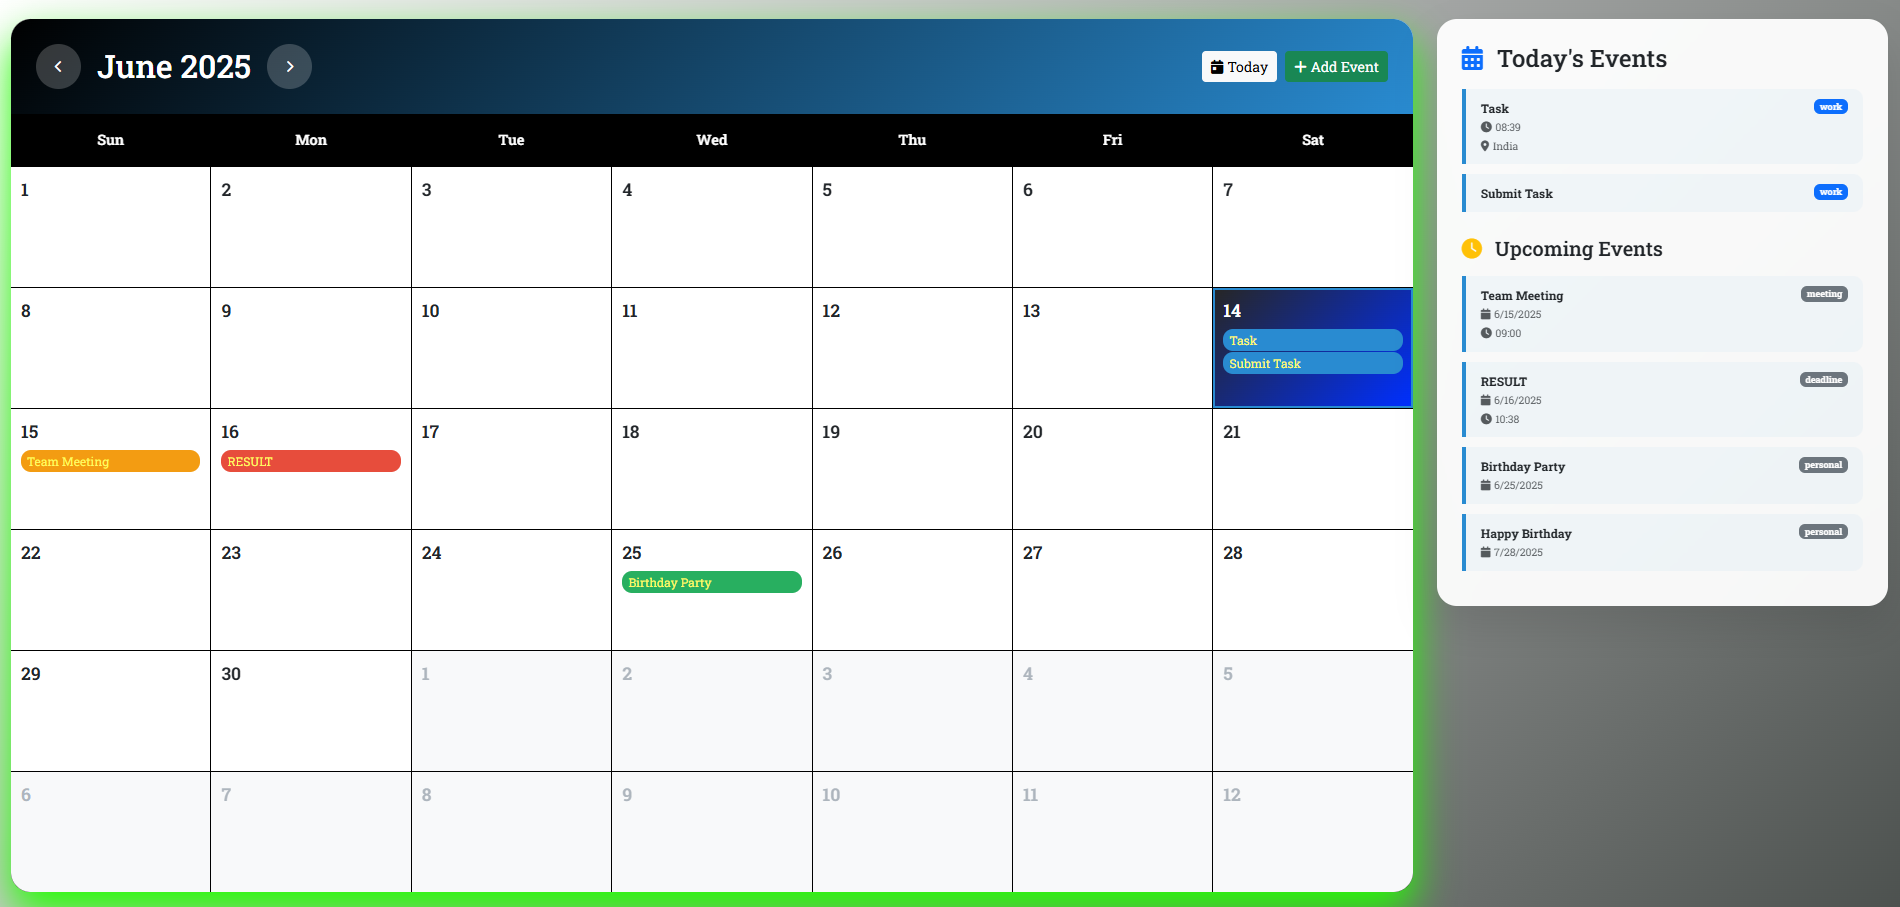 June 2025
Today
Add Event
Sun Mon Tue Wed Thu Fri Sat
1 2 3 4 5 6 7
8 9 10 11 12 13 14
Task
Submit Task
15 16 17 18 19 20 21
Team Meeting RESULT
22 23 24 25 26 27 28
Birthday Party
29 30 1 2 3 4 5
6 7 8 9 10 11 12
Today's Events
Task work
08:39
India
Submit Task work
Upcoming Events
Team Meeting meeting
6/15/2025
09:00
RESULT deadline
6/16/2025
10:38
Birthday Party personal
6/25/2025
Happy Birthday personal
7/28/2025